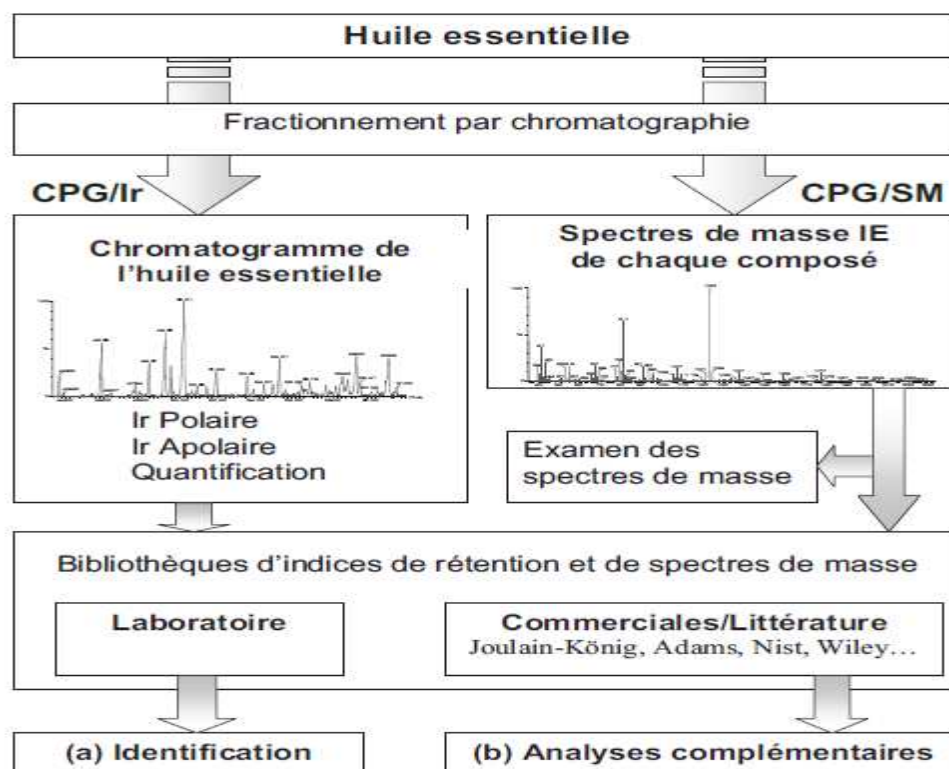 Huile essentielle
Fractionnement par chromatographie
CPG/Ir
CPG/SM
Chromatogramme de
l'huile essentielle
Ir Polaire
Ir Apolaire
Quantification
Spectres de masse IE
de chaque composé
Examen des
spectres de masse
Bibliothèques d'indices de rétention et de spectres de masse
Laboratoire
Commerciales/Littérature
Joulain-König, Adams, Nist, Wiley…
(a) Identification
(b) Analyses complémentaires